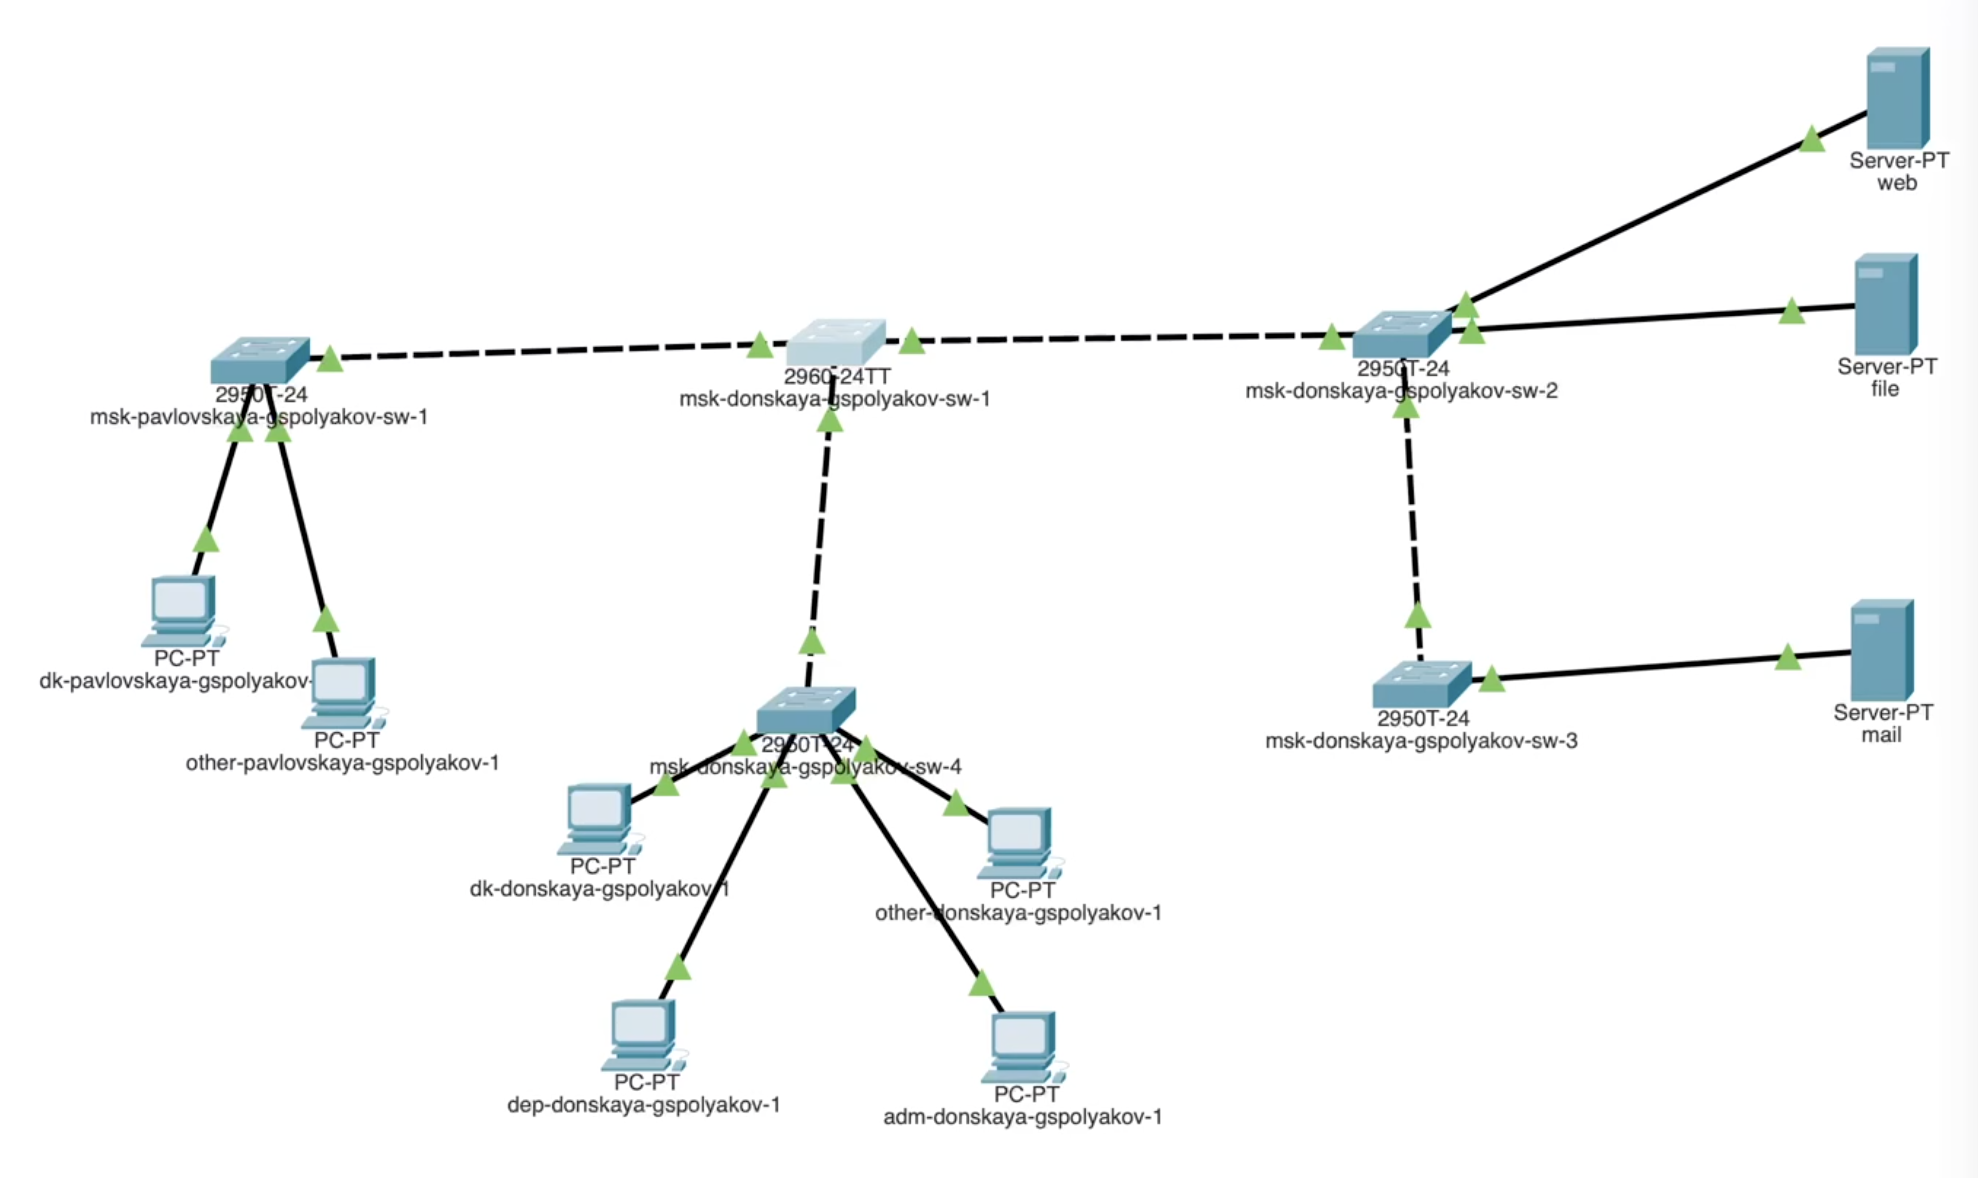 Server-PT
web
Server-PT
file
2950T-24
msk-pavlovskaya-gspolyakov-sw-1
2960-24TT
msk-donskaya-gspolyakov-sw-1
2950T-24
msk-donskaya-gspolyakov-sw-2
PC-PT
dk-pavlovskaya-gspolyakov-
PC-PT
other-pavlovskaya-gspolyakov-1
2950T-24
msk-donskaya-gspolyakov-sw-4
2950T-24
msk-donskaya-gspolyakov-sw-3
Server-PT
mail
PC-PT
dk-donskaya-gspolyakov-1
PC-PT
other-donskaya-gspolyakov-1
PC-PT
dep-donskaya-gspolyakov-1
PC-PT
adm-donskaya-gspolyakov-1